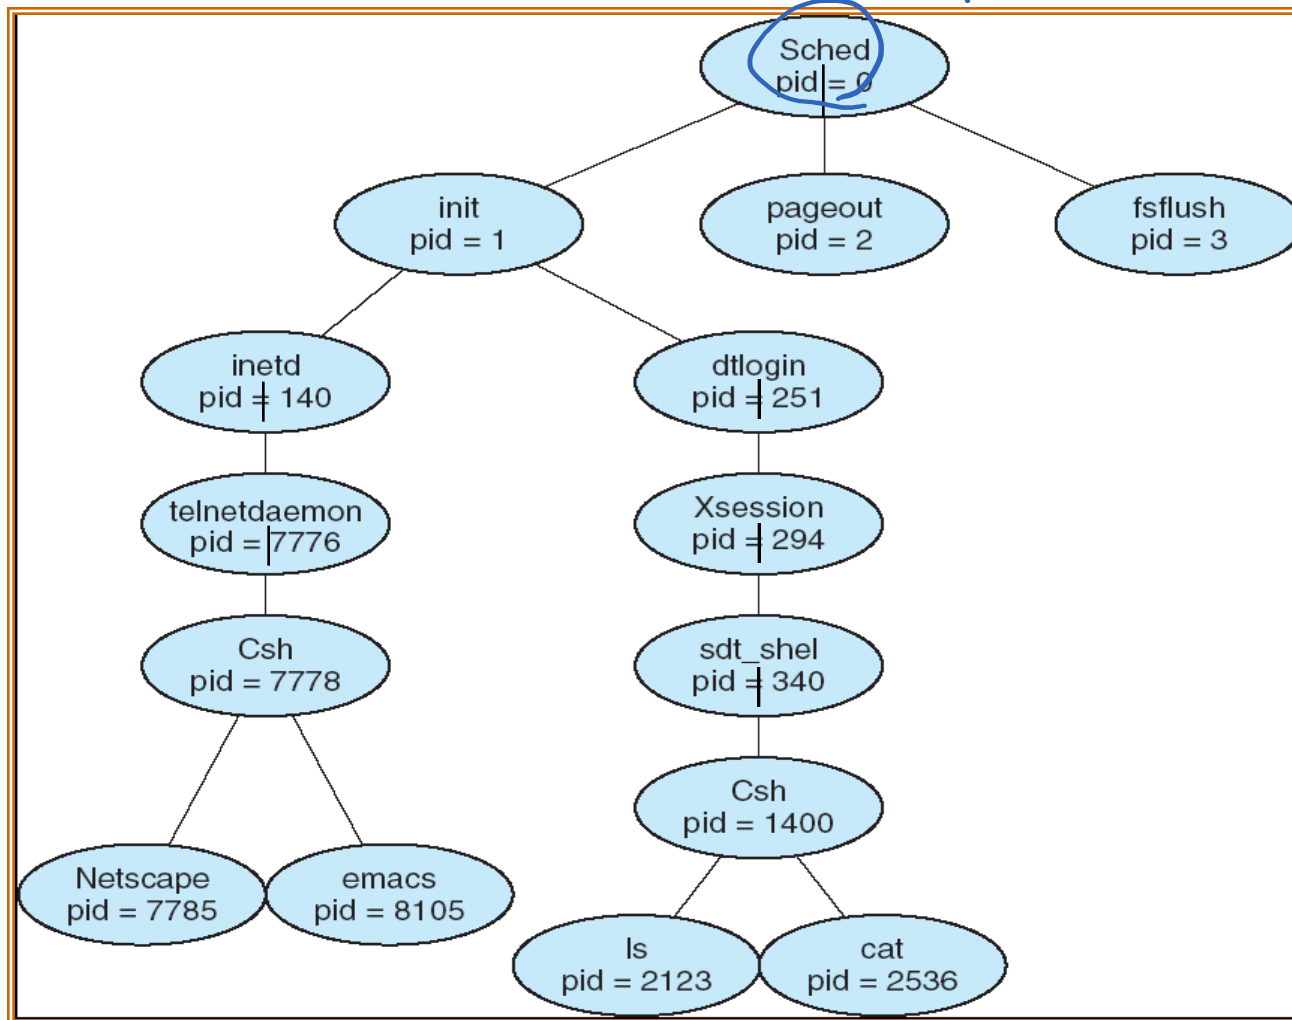 Sched
pid = 0
init
pid = 1
pageout
pid = 2
fsflush
pid = 3
inetd
pid = 140
dtlogin
pid = 251
telnetdaemon
pid = 7776
Xsession
pid = 294
Csh
pid = 7778
sdt_shel
pid = 340
Csh
pid = 1400
Netscape
pid = 7785
emacs
pid = 8105
ls
pid = 2123
cat
pid = 2536